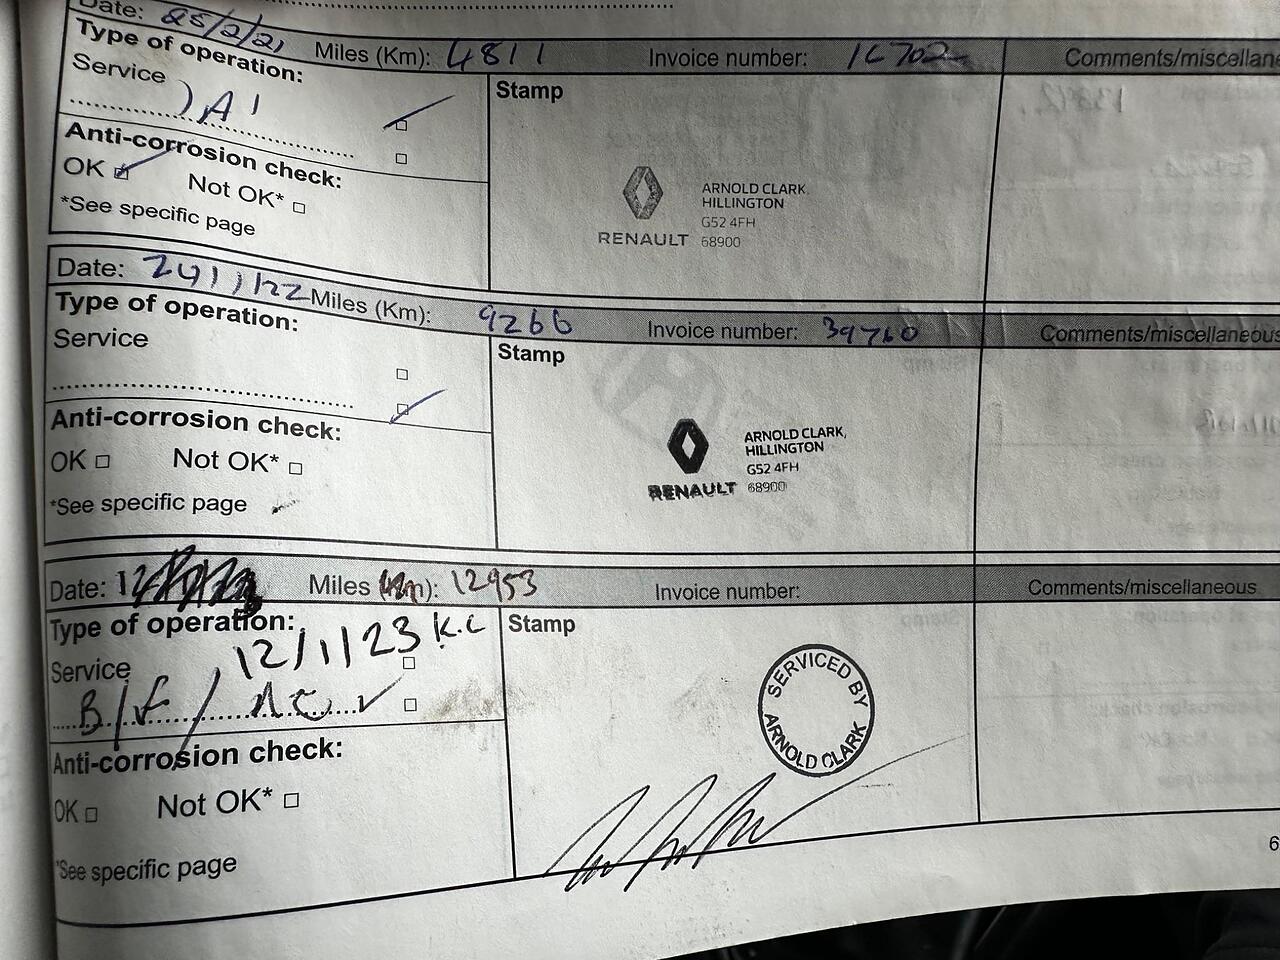 Date: 25/2/21 Miles (Km): 4811 Invoice number: 16702 Comments/miscellane
Type of operation:
Service
Stamp
Anti-corrosion check:
OK Not OK*
*See specific page
RENAULT
ARNOLD CLARK,
HILLINGTON
G52 4FH
68900
Date: 24/1/22 Miles (Km): 9266 Invoice number: 39760 Comments/miscellaneous
Type of operation:
Service
Stamp
Anti-corrosion check:
OK Not OK*
*See specific page
RENAULT
ARNOLD CLARK,
HILLINGTON
G52 4FH
68900
Date: Miles (Km): 12953 Invoice number: Comments/miscellaneous
Type of operation:
12/1/23 K.C
Service
Stamp
SERVICED BY
ARNOLD CLARK
Anti-corrosion check:
OK Not OK*
*See specific page
6